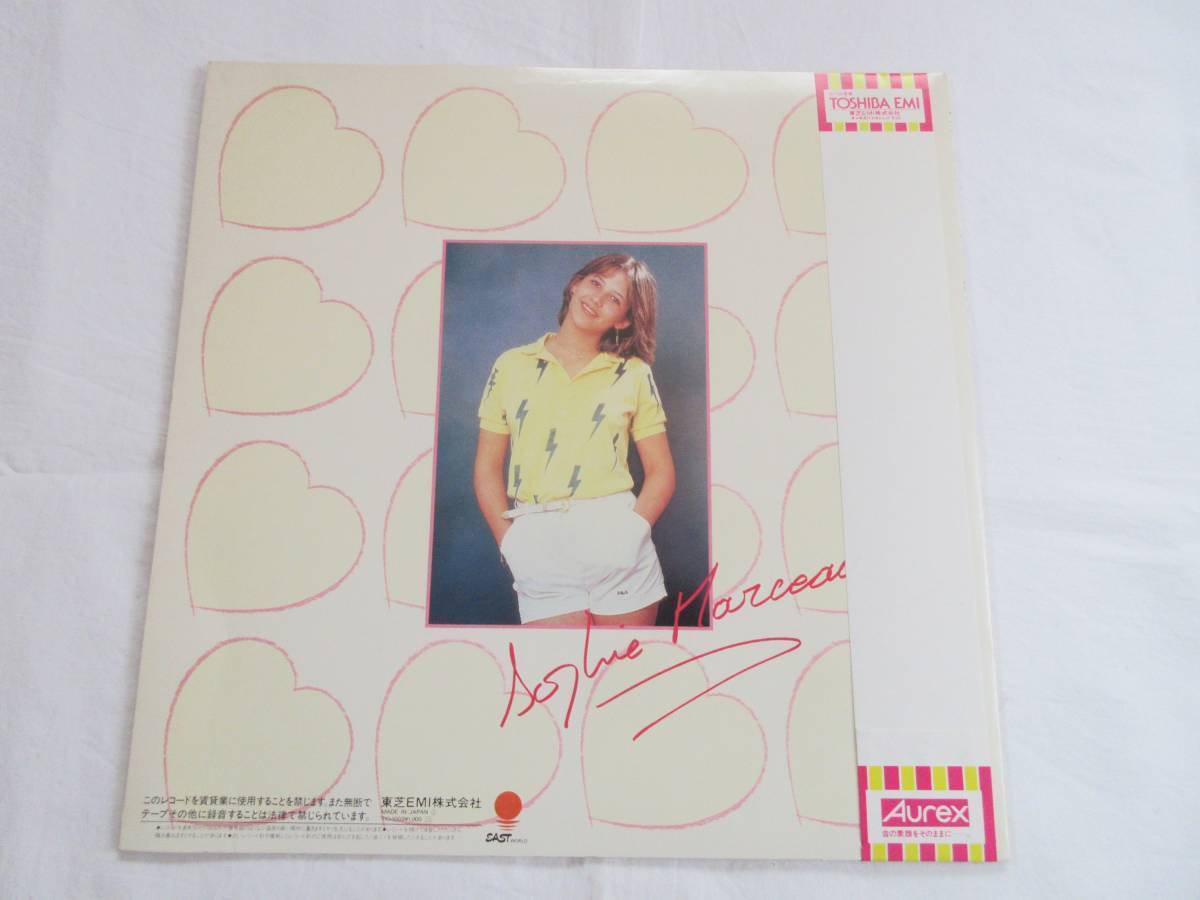 TOSHIBA EMI
東芝EMI株式会社
FILA
Sophie Marceau
このレコードを賃貸業に使用することを禁じます。また無断で
テープその他に録音することは法律で禁じられています。
東芝EMI株式会社
MADE IN JAPAN
EAST WORLD
Aurex
音の素顔をそのままに